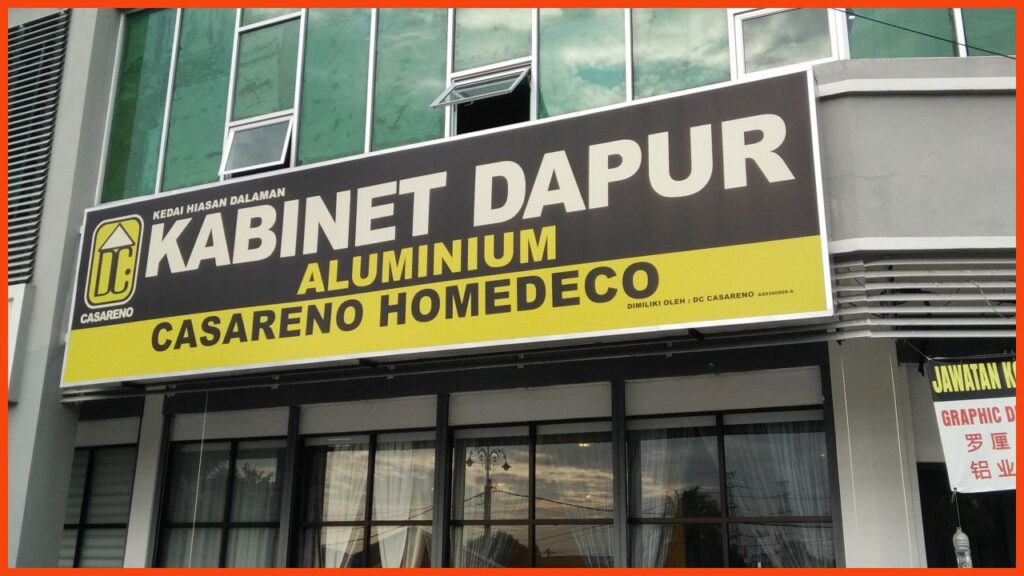 KEDAI HIASAN DALAMAN
KABINET DAPUR
ALUMINIUM
CASARENO HOMEDECO
DC
CASARENO
DIMILIKI OLEH : DC CASARENO
JAWATAN
GRAPHIC
罗 厘
铝 业